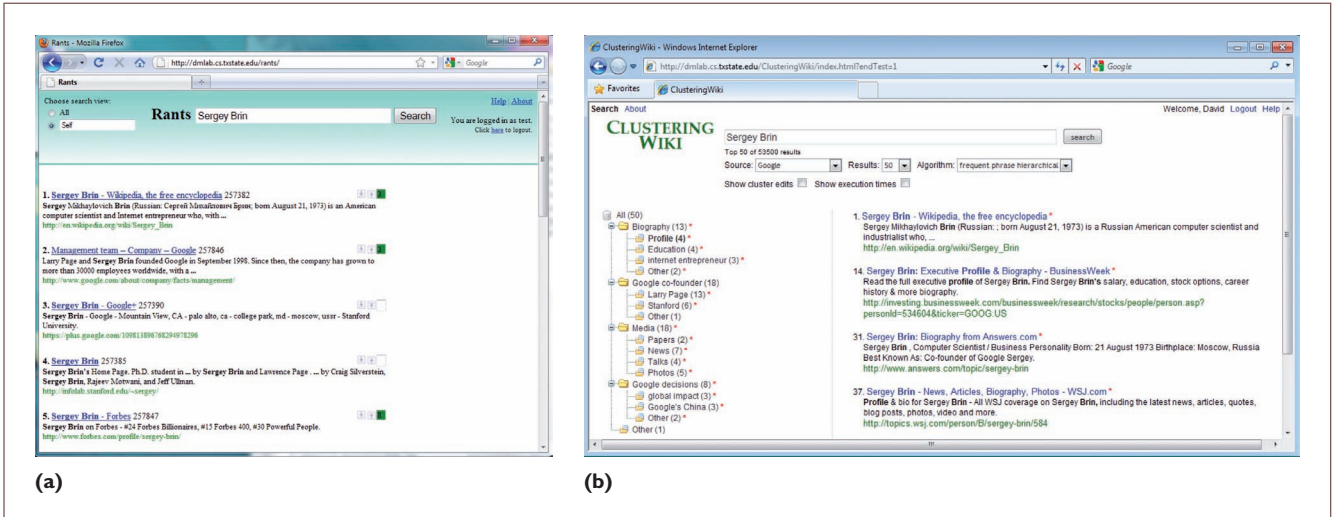 Rants - Mozilla Firefox
http://dmlab.cs.txstate.edu/rants/
Google
Rants
Choose search view:
All
Self
Rants
Sergey Brin
Search
Help About
You are logged in as test.
Click here to logout.
1. Sergey Brin - Wikipedia, the free encyclopedia 257382
Sergey Mikhaylovich Brin (Russian: Сергей Михайлович Брин; born August 21, 1973) is an American
computer scientist and Internet entrepreneur who, with ...
http://en.wikipedia.org/wiki/Sergey_Brin
2. Management team – Company – Google 257846
Larry Page and Sergey Brin founded Google in September 1998. Since then, the company has grown to
more than 30000 employees worldwide, with a ...
http://www.google.com/about/company/facts/management/
3. Sergey Brin - Google+ 257390
Sergey Brin - Google - Mountain View, CA - palo alto, ca - college park, md - moscow, ussr - Stanford
University.
https://plus.google.com/109813896768294978296
4. Sergey Brin 257385
Sergey Brin's Home Page. Ph.D. student in ... by Sergey Brin and Lawrence Page . ... by Craig Silverstein,
Sergey Brin, Rajeev Motwani, and Jeff Ullman.
http://infolab.stanford.edu/~sergey/
5. Sergey Brin - Forbes 257847
Sergey Brin on Forbes - #24 Forbes Billionaires, #15 Forbes 400, #30 Powerful People.
http://www.forbes.com/profile/sergey-brin/
(a)
ClusteringWiki - Windows Internet Explorer
http://dmlab.cs.txstate.edu/ClusteringWiki/index.html?endTest=1
Google
Favorites
ClusteringWiki
Search About
Welcome, David Logout Help
CLUSTERING
WIKI
Sergey Brin
search
Top 50 of 53500 results
Source: Google Results: 50 Algorithm: frequent phrase hierarchical
Show cluster edits Show execution times
All (50)
Biography (13) *
Profile (4) *
Education (4) *
internet entrepreneur (3) *
Other (2) *
Google co-founder (18)
Larry Page (13) *
Stanford (6) *
Other (1)
Media (18) *
Papers (2) *
News (7) *
Talks (4) *
Photos (5) *
Google decisions (8) *
global impact (3) *
Google's China (3) *
Other (2) *
Other (1)
1. Sergey Brin - Wikipedia, the free encyclopedia *
Sergey Mikhaylovich Brin (Russian: ; born August 21, 1973) is a Russian American computer scientist and
industrialist who, ...
http://en.wikipedia.org/wiki/Sergey_Brin
14. Sergey Brin: Executive Profile & Biography - BusinessWeek *
Read the full executive profile of Sergey Brin. Find Sergey Brin's salary, education, stock options, career
history & more biography.
http://investing.businessweek.com/businessweek/research/stocks/people/person.asp?
personId=534604&ticker=GOOG:US
31. Sergey Brin: Biography from Answers.com *
Sergey Brin , Computer Scientist / Business Personality Born: 21 August 1973 Birthplace: Moscow, Russia
Best Known As: Co-founder of Google Sergey.
http://www.answers.com/topic/sergey-brin
37. Sergey Brin - News, Articles, Biography, Photos - WSJ.com *
Profile & bio for Sergey Brin - All WSJ coverage on Sergey Brin, including the latest news, articles, quotes,
blog posts, photos, video and more.
http://topics.wsj.com/person/B/sergey-brin/584
(b)